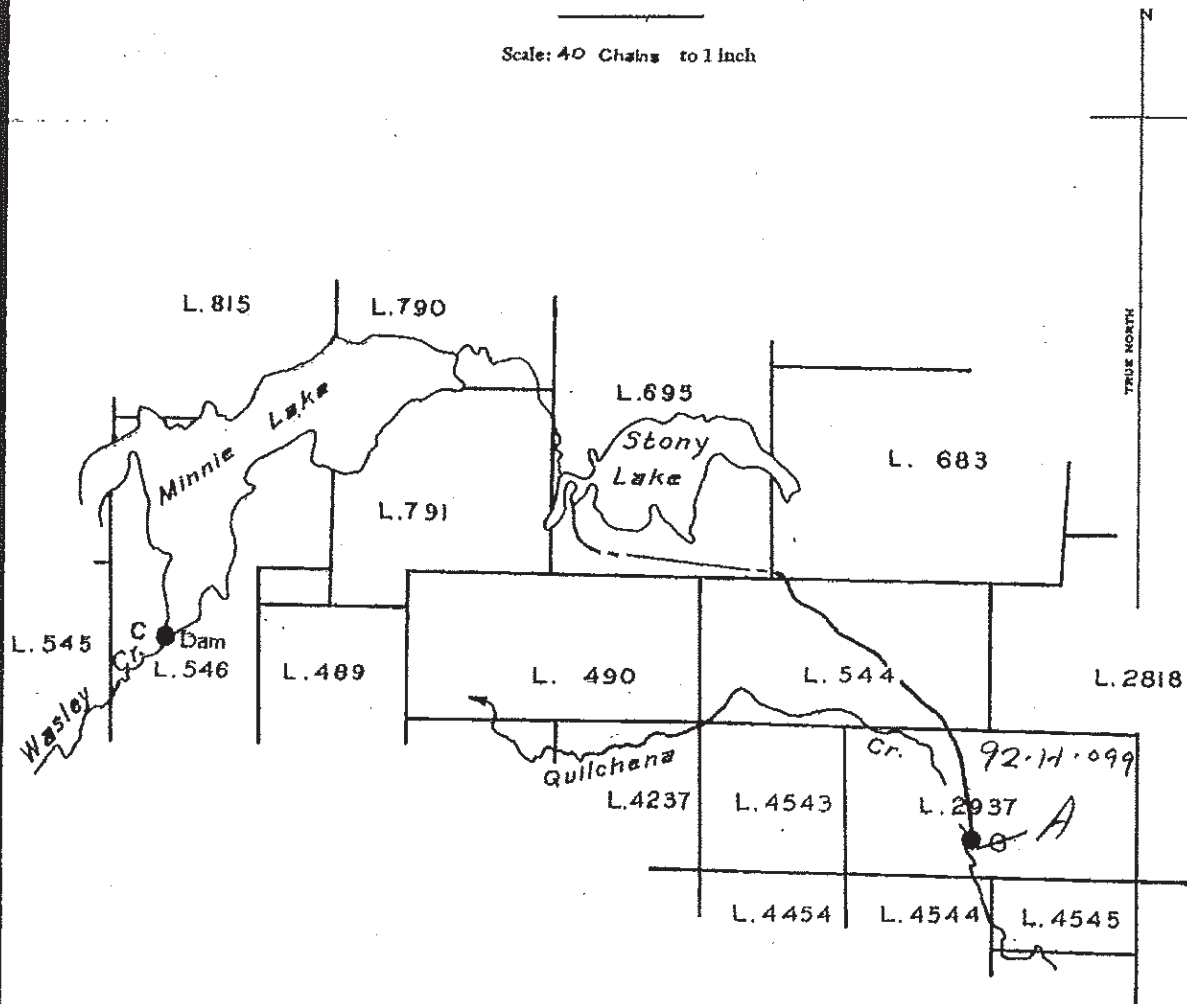 N
Scale: 40 Chains to 1 inch
TRUE NORTH
L.815
L.790
L.695
Minnie Lake
Stony
Lake
L. 683
L.791
L.545
C
Dam
Wasley Cr.
L.546
L.489
L. 490
L. 544
L.2818
Quilchena Cr.
92.H.099
L.4237
L.4543
L.2937
A
L.4454
L.4544
L.4545